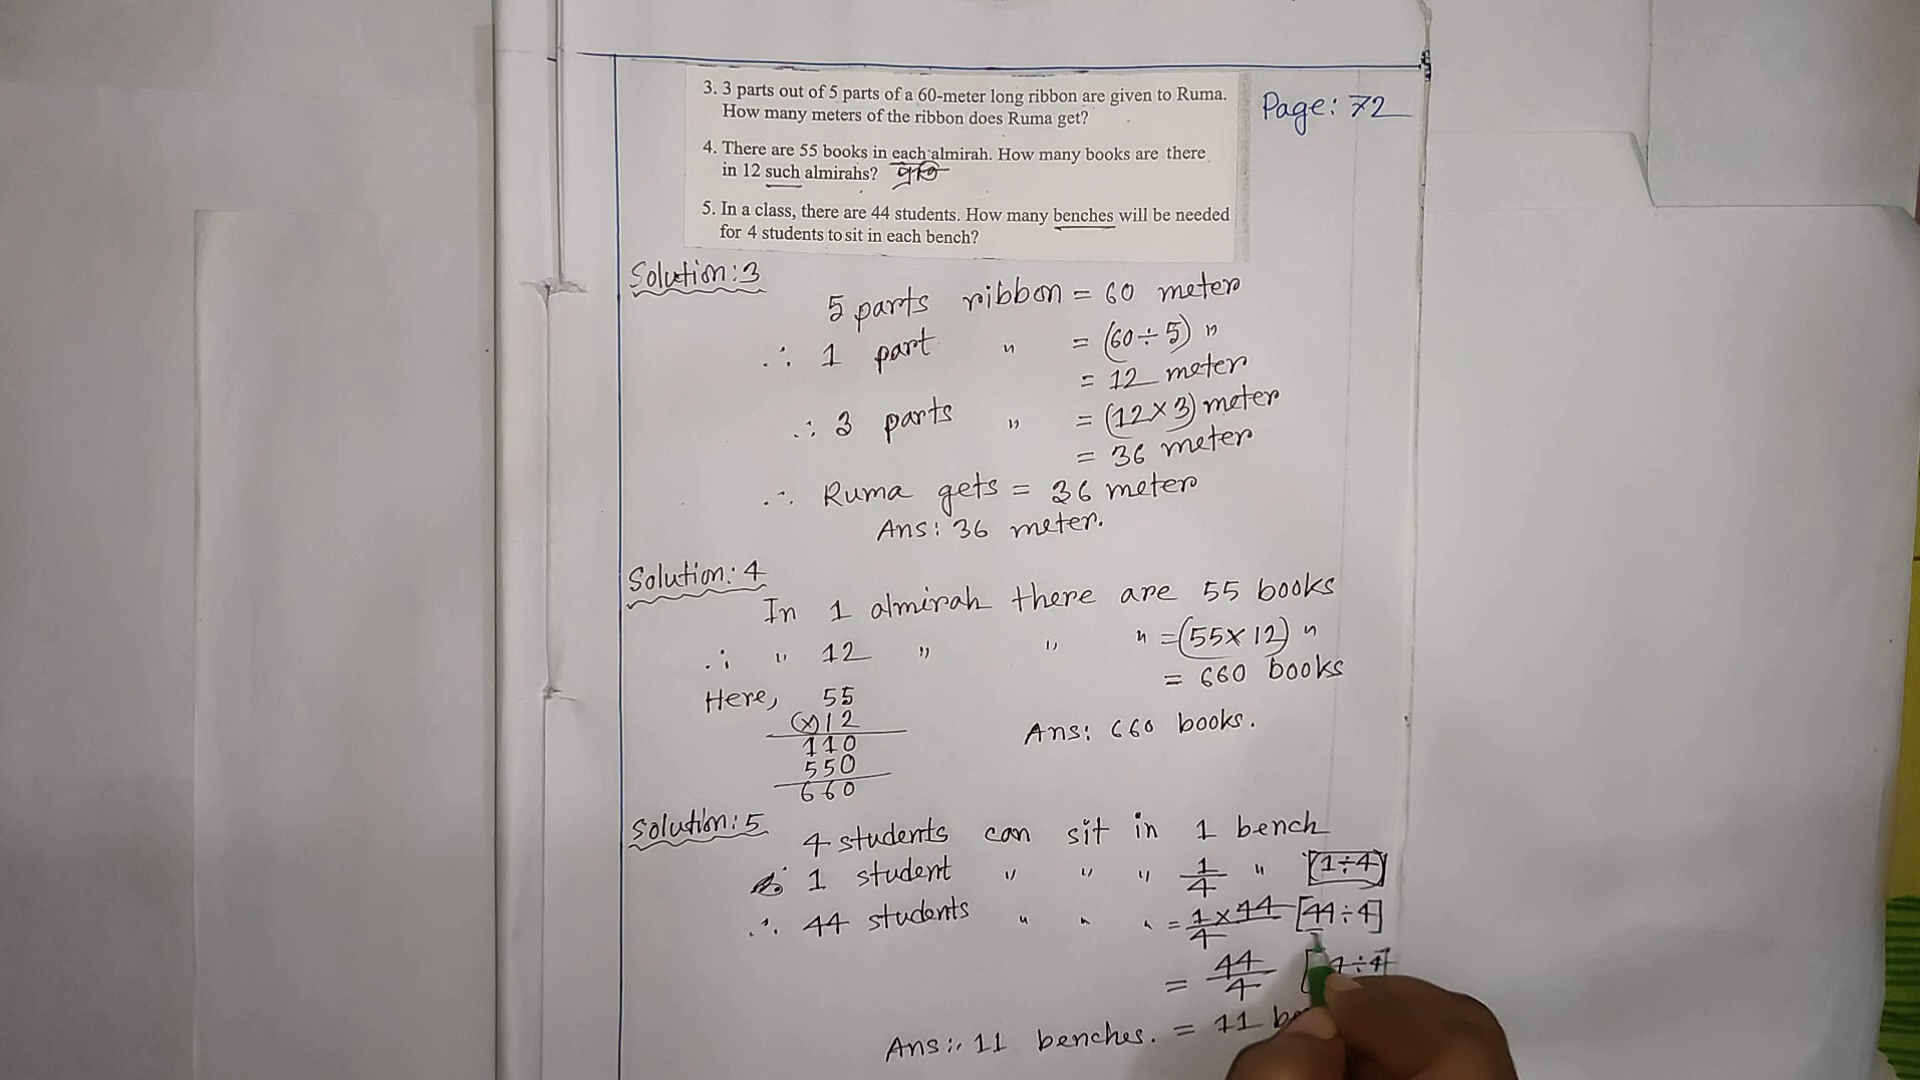 3. 3 parts out of 5 parts of a 60-meter long ribbon are given to Ruma.
How many meters of the ribbon does Ruma get?
Page: 72
4. There are 55 books in each almirah. How many books are there
in 12 such almirahs? প্রতি
5. In a class, there are 44 students. How many benches will be needed
for 4 students to sit in each bench?
Solution: 3
5 parts ribbon = 60 meter
∴ 1 part " = (60÷5) "
= 12 meter
∴ 3 parts " = (12×3) meter
= 36 meter
∴ Ruma gets = 36 meter
Ans: 36 meter.
Solution: 4
In 1 almirah there are 55 books
∴ " 12 " " " = (55×12) "
= 660 books
Here, 55
(×)12
110
550
660
Ans: 660 books.
Solution: 5
4 students can sit in 1 bench
1 student " " " 1/4 " [(1÷4)]
∴ 44 students " " " = 1×44/4 [44÷4]
= 44/4 ÷4]
= 11
Ans:. 11 benches.